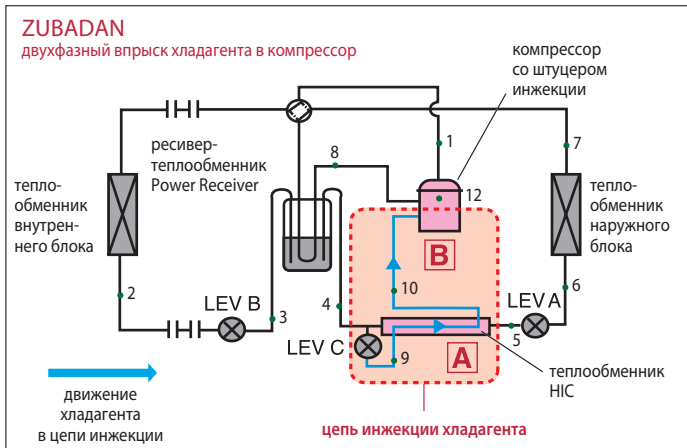 ZUBADAN
двухфазный впрыск хладагента в компрессор
компрессор
со штуцером
инжекции
1
7
ресивер-
теплообменник
Power Receiver
8
12
тепло-
обменник
внутрен-
него блока
тепло-
обменник
наружного
блока
B
2
LEV B
3
4
10
LEV A
6
5
LEV C
9
A
теплообменник
HIC
движение
хладагента
в цепи инжекции
цепь инжекции хладагента